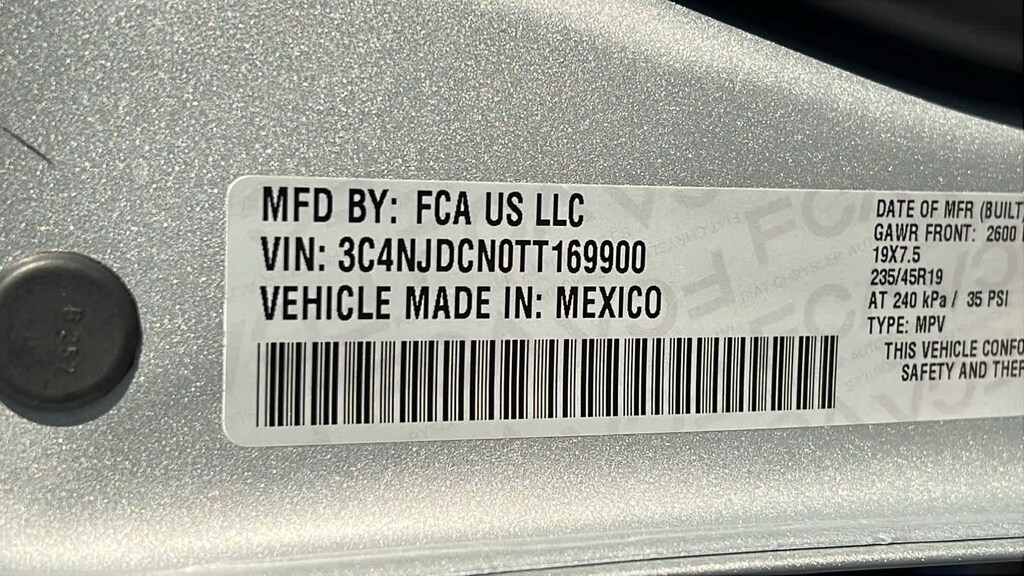 MFD BY: FCA US LLC
VIN: 3C4NJDCN0TT169900
VEHICLE MADE IN: MEXICO
DATE OF MFR (BUILT
GAWR FRONT: 2600
19X7.5
235/45R19
AT 240 kPa / 35 PSI
TYPE: MPV
THIS VEHICLE CONFO
SAFETY AND THEF